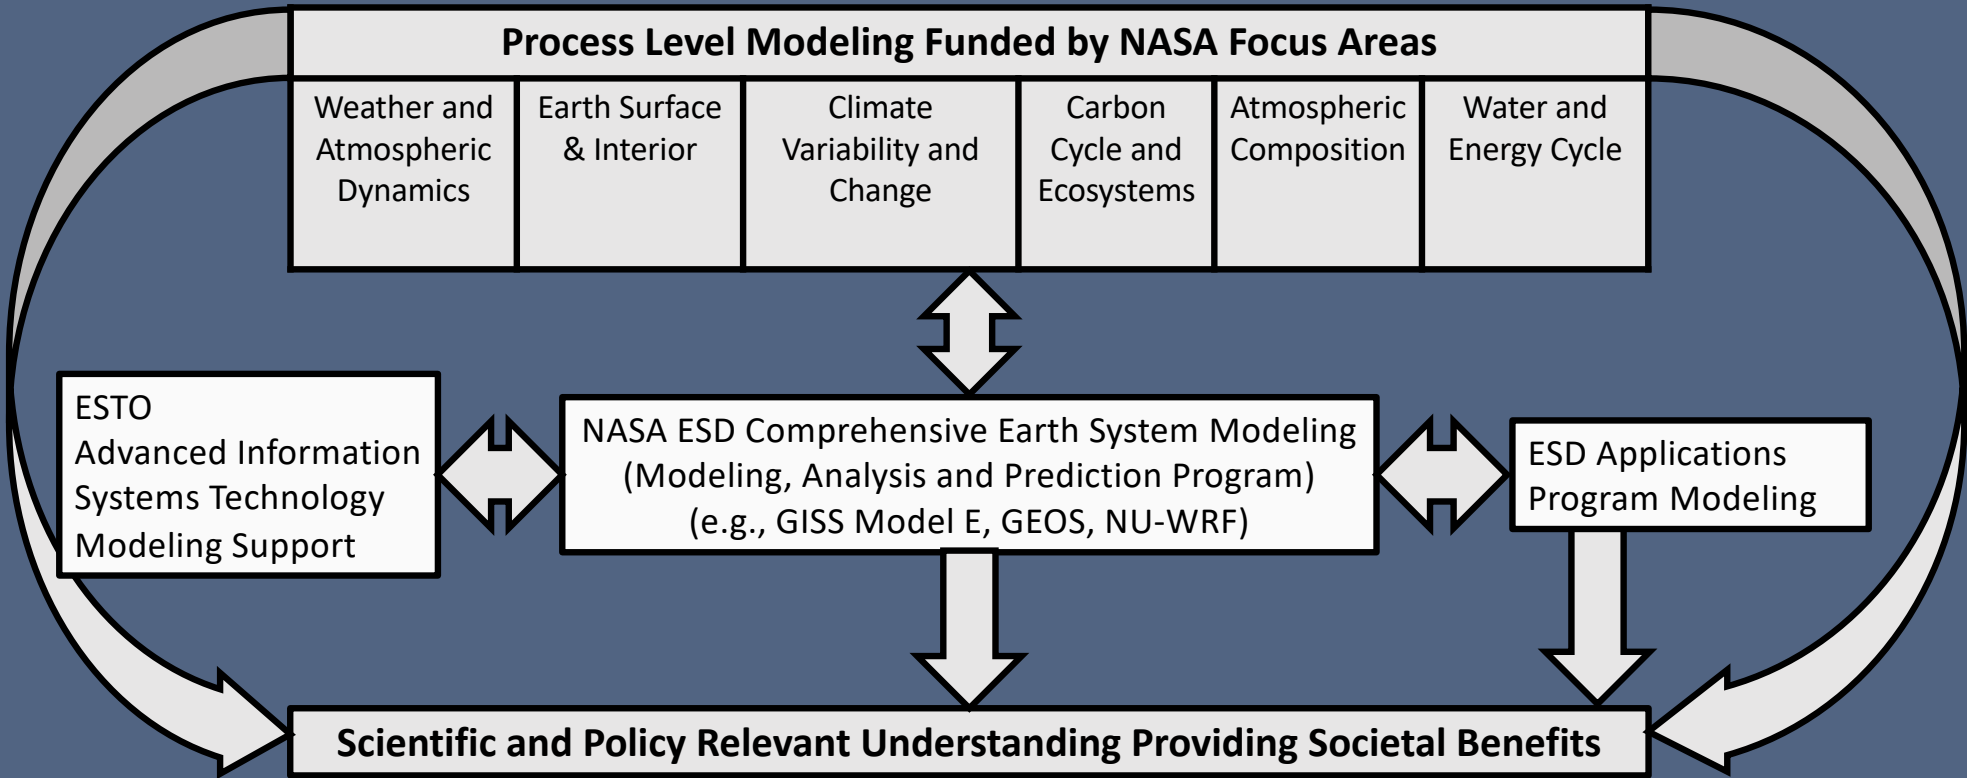 Process Level Modeling Funded by NASA Focus Areas
Weather and
Atmospheric
Dynamics
Earth Surface
& Interior
Climate
Variability and
Change
Carbon
Cycle and
Ecosystems
Atmospheric
Composition
Water and
Energy Cycle
ESTO
Advanced Information
Systems Technology
Modeling Support
NASA ESD Comprehensive Earth System Modeling
(Modeling, Analysis and Prediction Program)
(e.g., GISS Model E, GEOS, NU-WRF)
ESD Applications
Program Modeling
Scientific and Policy Relevant Understanding Providing Societal Benefits